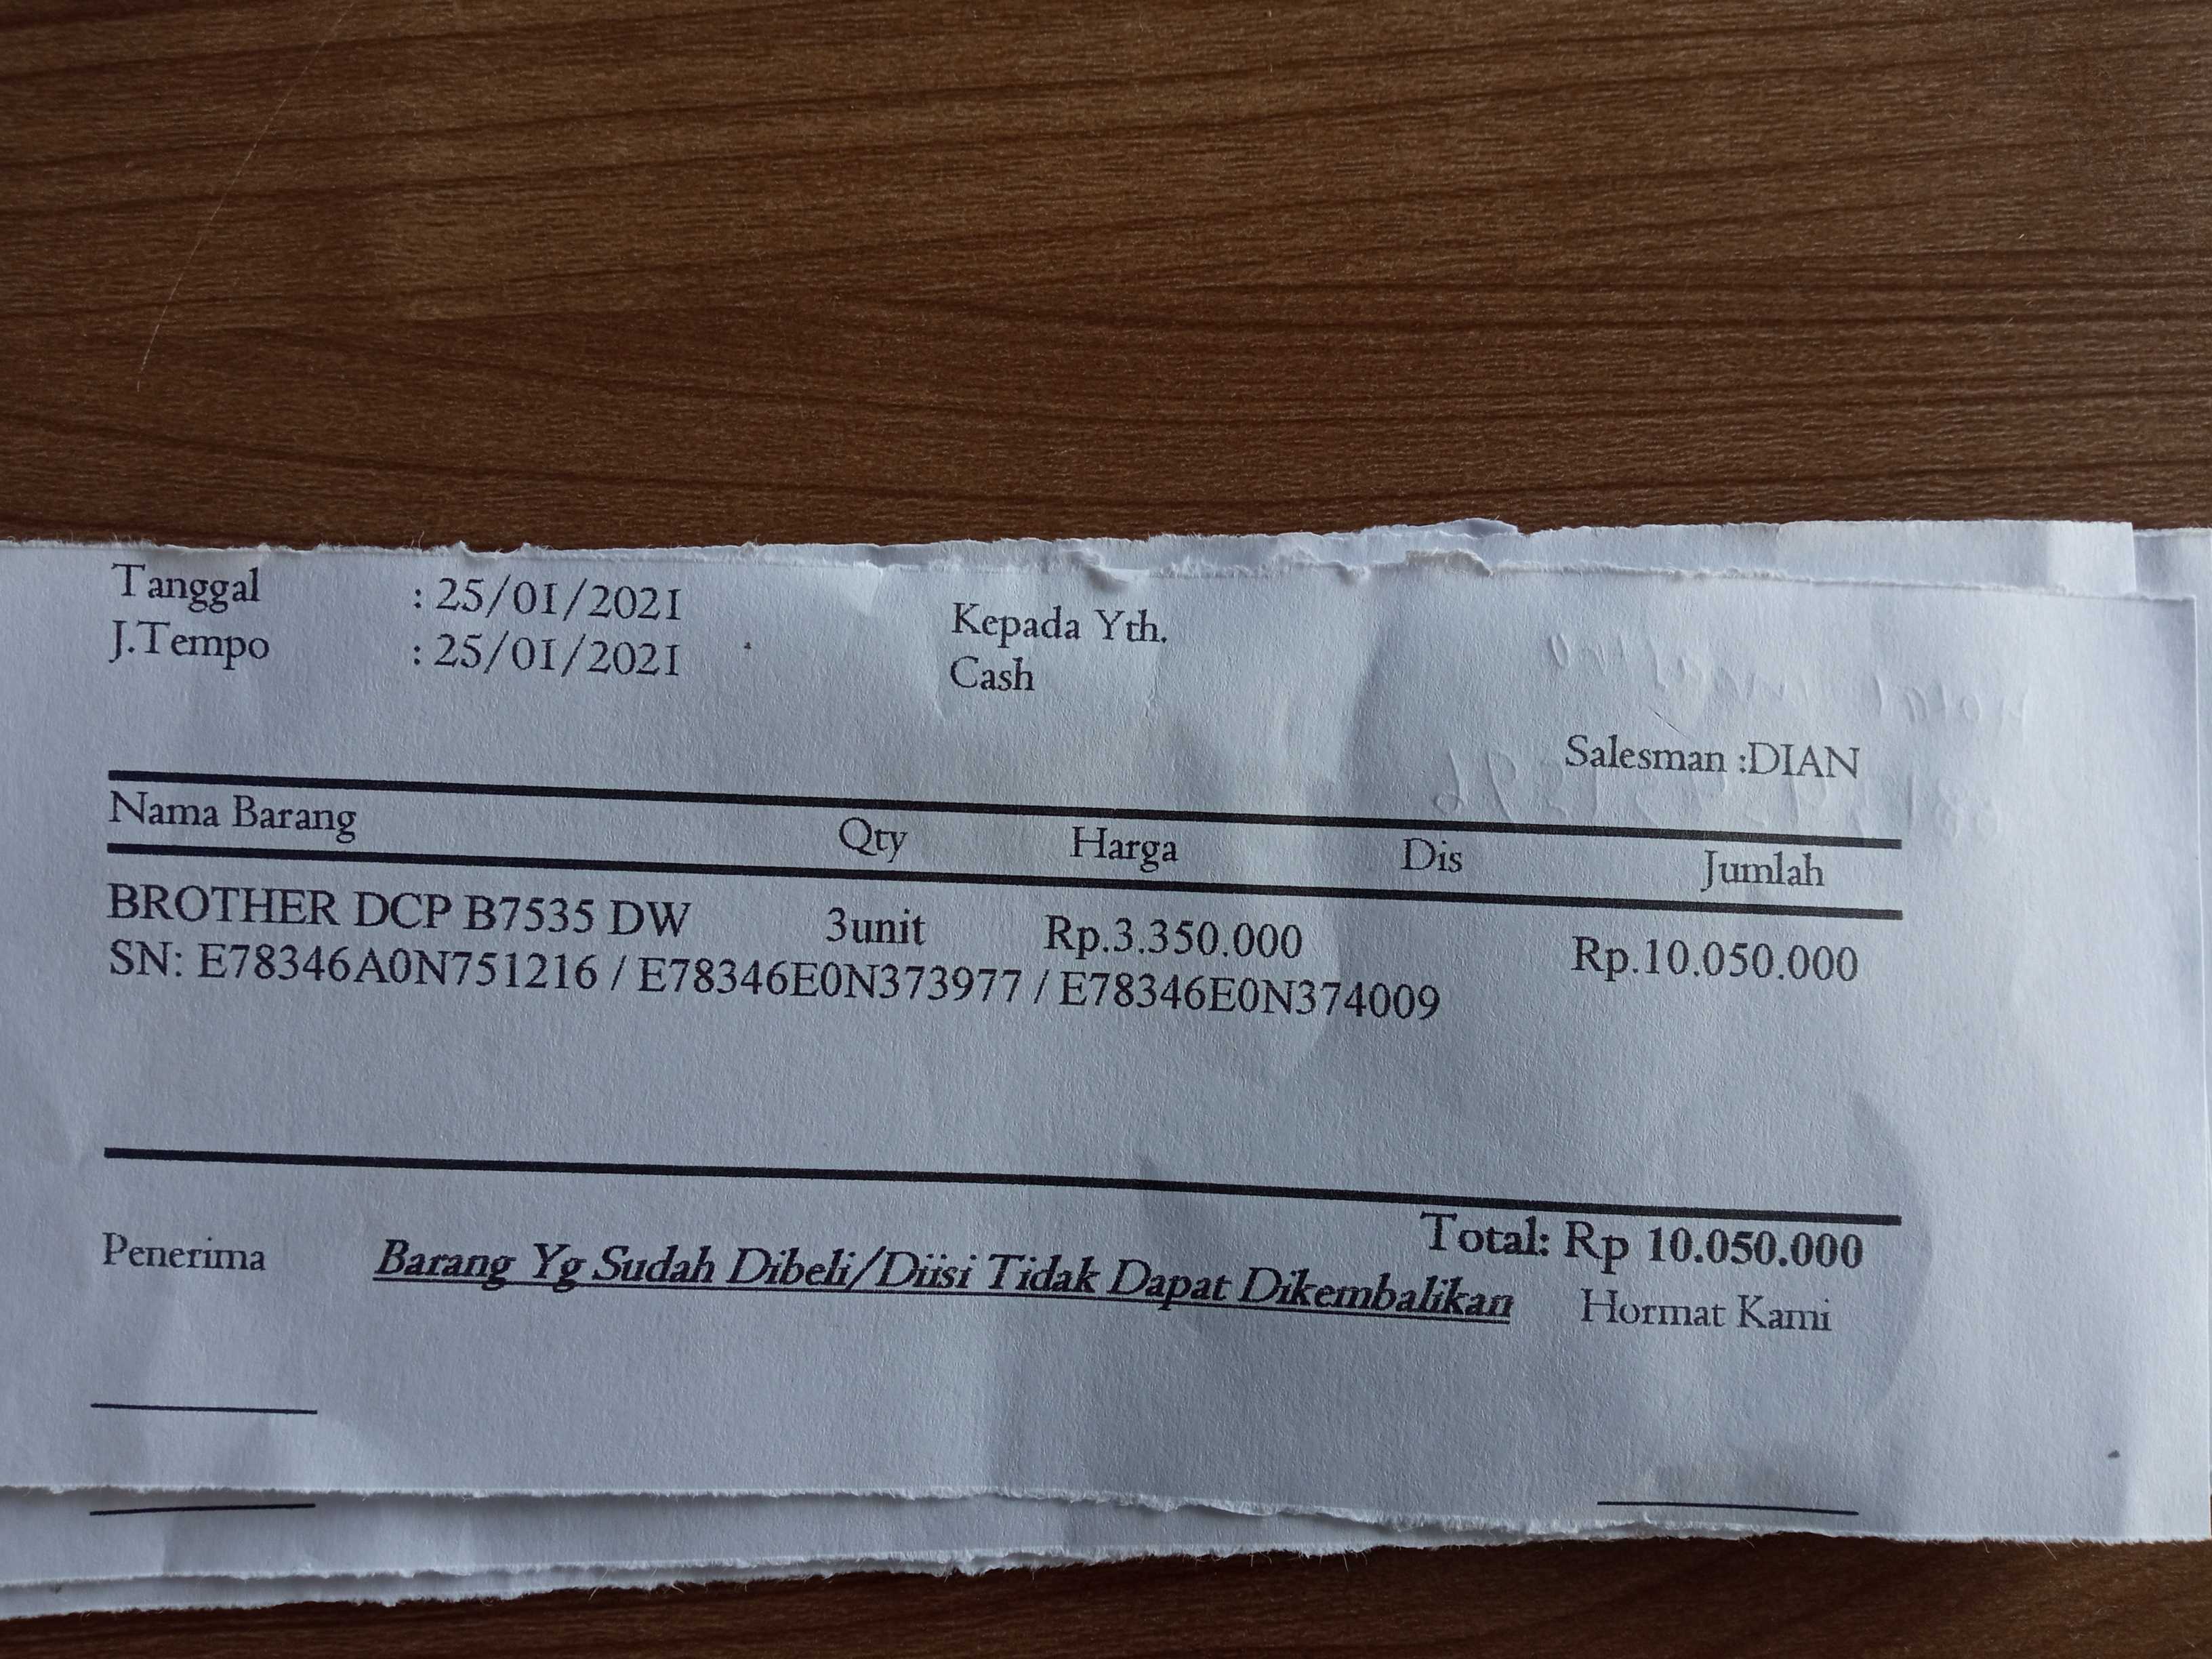 Tanggal : 25/01/2021
J.Tempo : 25/01/2021
Kepada Yth.
Cash
Salesman :DIAN
Nama Barang Qty Harga Dis Jumlah
BROTHER DCP B7535 DW 3unit Rp.3.350.000 Rp.10.050.000
SN: E78346A0N751216 / E78346E0N373977 / E78346E0N374009
Total: Rp 10.050.000
Penerima Barang Yg Sudah Dibeli/Diisi Tidak Dapat Dikembalikan Hormat Kami